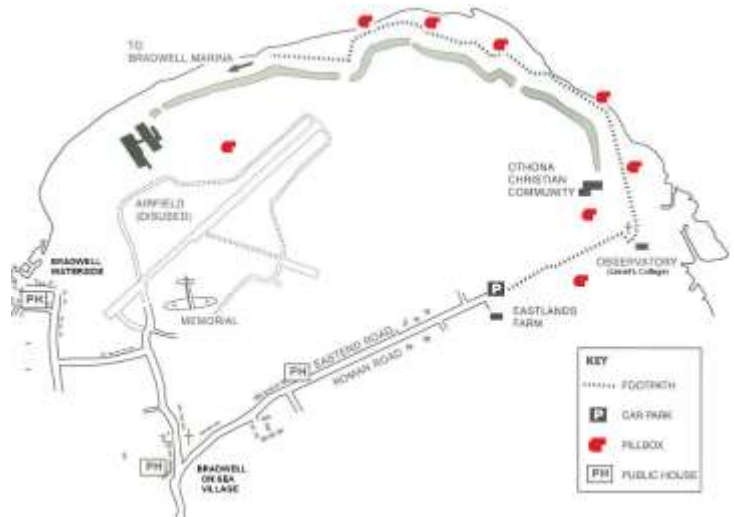 TO
BRADWELL MARINA
OTHONA
CHRISTIAN
COMMUNITY
AIRFIELD
(DISUSED)
BRADWELL
WATERSIDE
PH
OBSERVATORY
MEMORIAL
P
EASTLANDS
FARM
EASTEND ROAD
ROMAN ROAD
PH
PH
BRADWELL
ON SEA
VILLAGE
KEY
FOOTPATH
P CAR PARK
PILLBOX
PH PUBLIC HOUSE